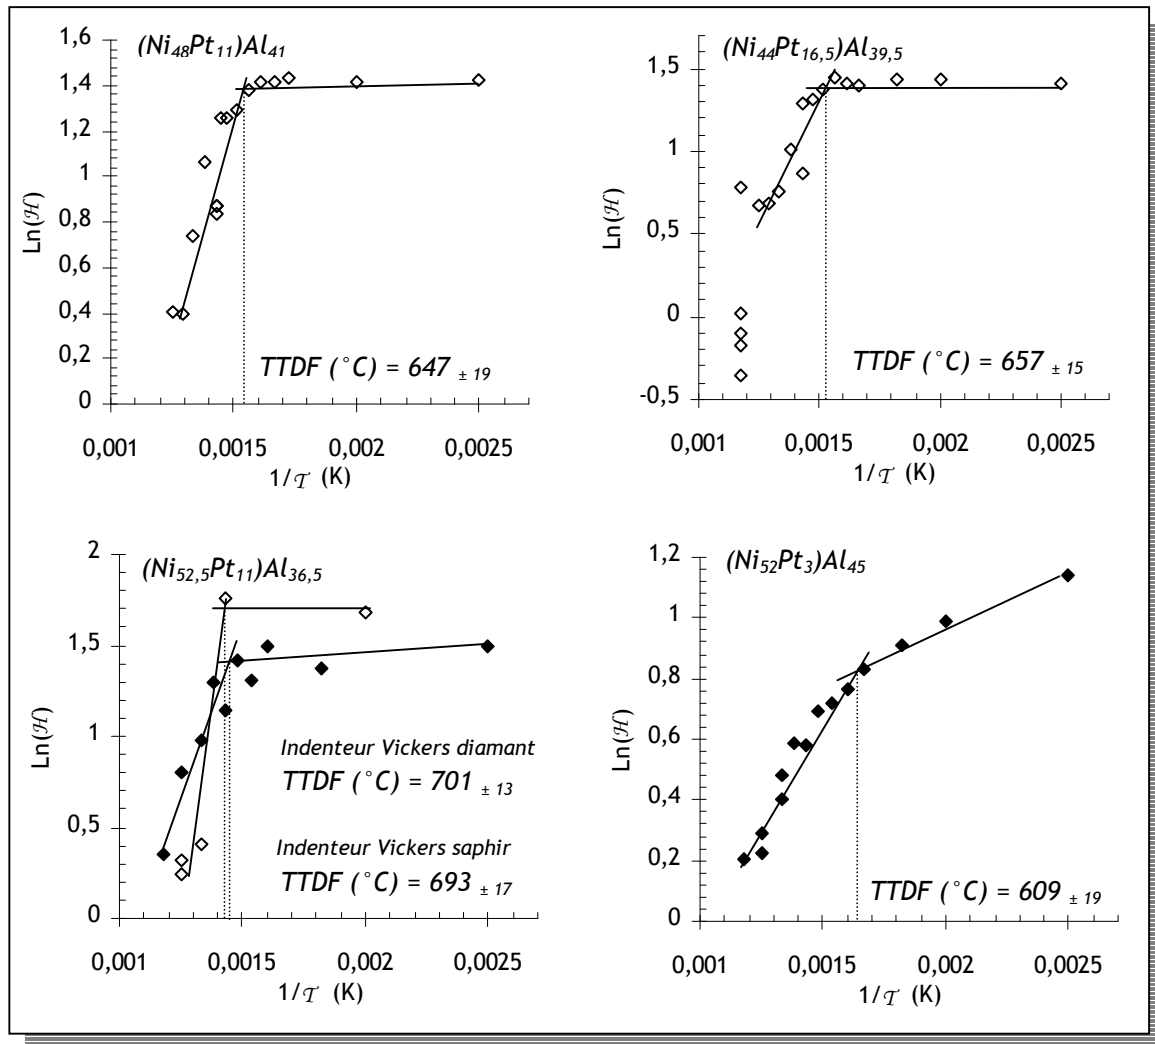 (Ni48Pt11)Al41
1,6
1,4
1,2
1
0,8
0,6
0,4
0,2
0
Ln(ℋ)
TTDF (°C) = 647 ± 19
0,001 0,0015 0,002 0,0025
1/𝒯 (K)
(Ni44Pt16,5)Al39,5
1,5
1
0,5
0
-0,5
Ln(ℋ)
TTDF (°C) = 657 ± 15
0,001 0,0015 0,002 0,0025
1/𝒯 (K)
(Ni52,5Pt11)Al36,5
2
1,5
1
0,5
0
Ln(ℋ)
Indenteur Vickers diamant
TTDF (°C) = 701 ± 13
Indenteur Vickers saphir
TTDF (°C) = 693 ± 17
0,001 0,0015 0,002 0,0025
1/𝒯 (K)
(Ni52Pt3)Al45
1,2
1
0,8
0,6
0,4
0,2
0
Ln(ℋ)
TTDF (°C) = 609 ± 19
0,001 0,0015 0,002 0,0025
1/𝒯 (K)